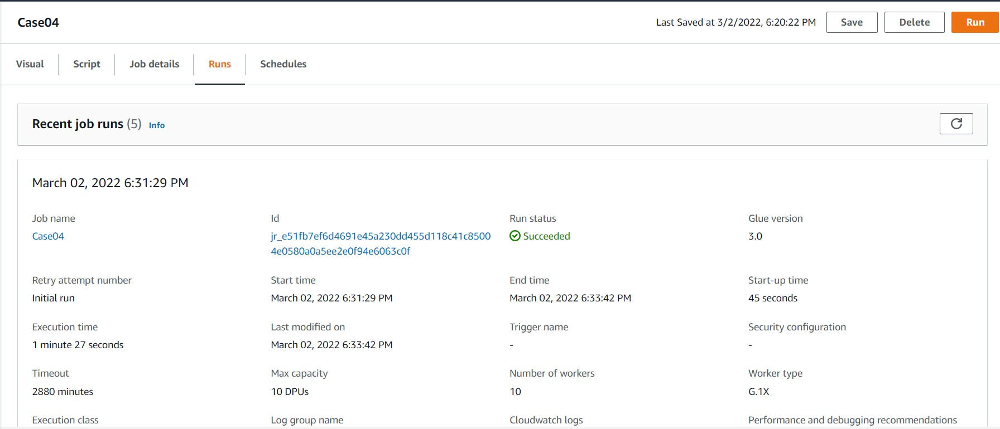 Case04
Last Saved at 3/2/2022, 6:20:22 PM
Save
Delete
Run
Visual
Script
Job details
Runs
Schedules
Recent job runs (5) Info
March 02, 2022 6:31:29 PM
Job name
Id
Run status
Glue version
Case04
jr_e51fb7ef6d4691e45a230dd455d118c41c8500
4e0580a0a5ee2e0f94e6063c0f
Succeeded
3.0
Retry attempt number
Start time
End time
Start-up time
Initial run
March 02, 2022 6:31:29 PM
March 02, 2022 6:33:42 PM
45 seconds
Execution time
Last modified on
Trigger name
Security configuration
1 minute 27 seconds
March 02, 2022 6:33:42 PM
-
-
Timeout
Max capacity
Number of workers
Worker type
2880 minutes
10 DPUs
10
G.1X
Execution class
Log group name
Cloudwatch logs
Performance and debugging recommendations